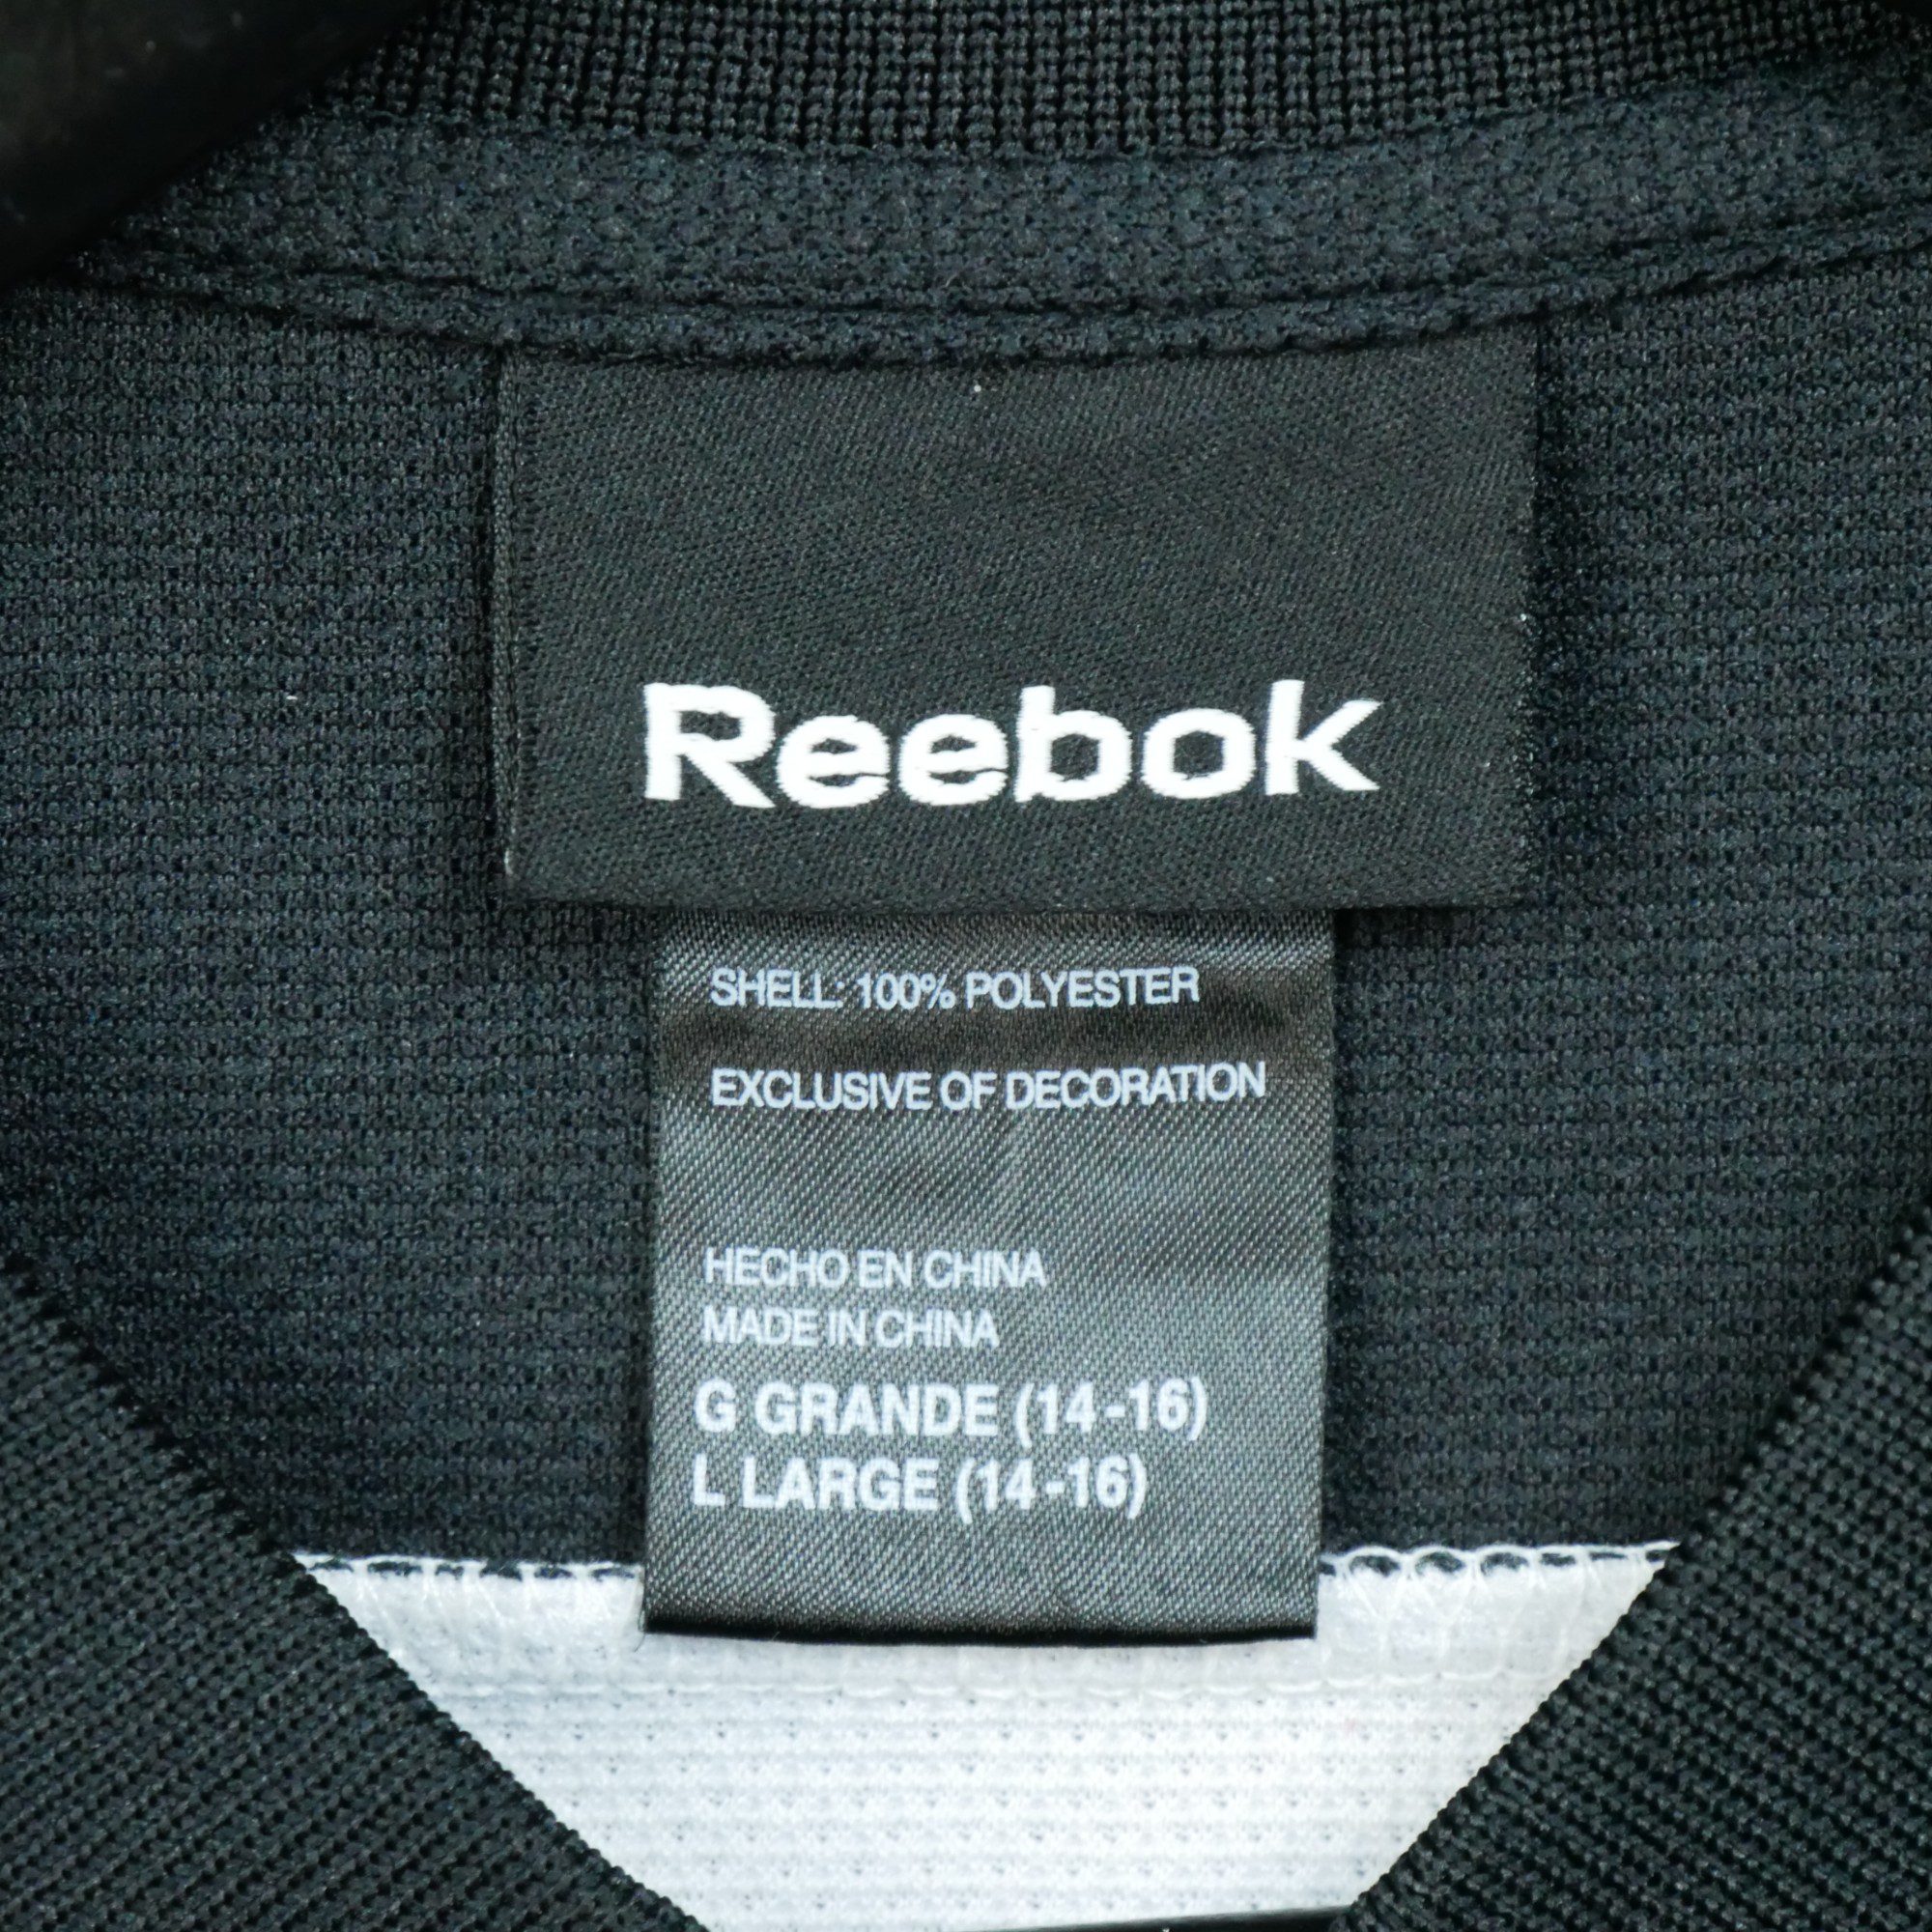 Reebok
SHELL: 100% POLYESTER
EXCLUSIVE OF DECORATION
HECHO EN CHINA
MADE IN CHINA
G GRANDE (14-16)
L LARGE (14-16)